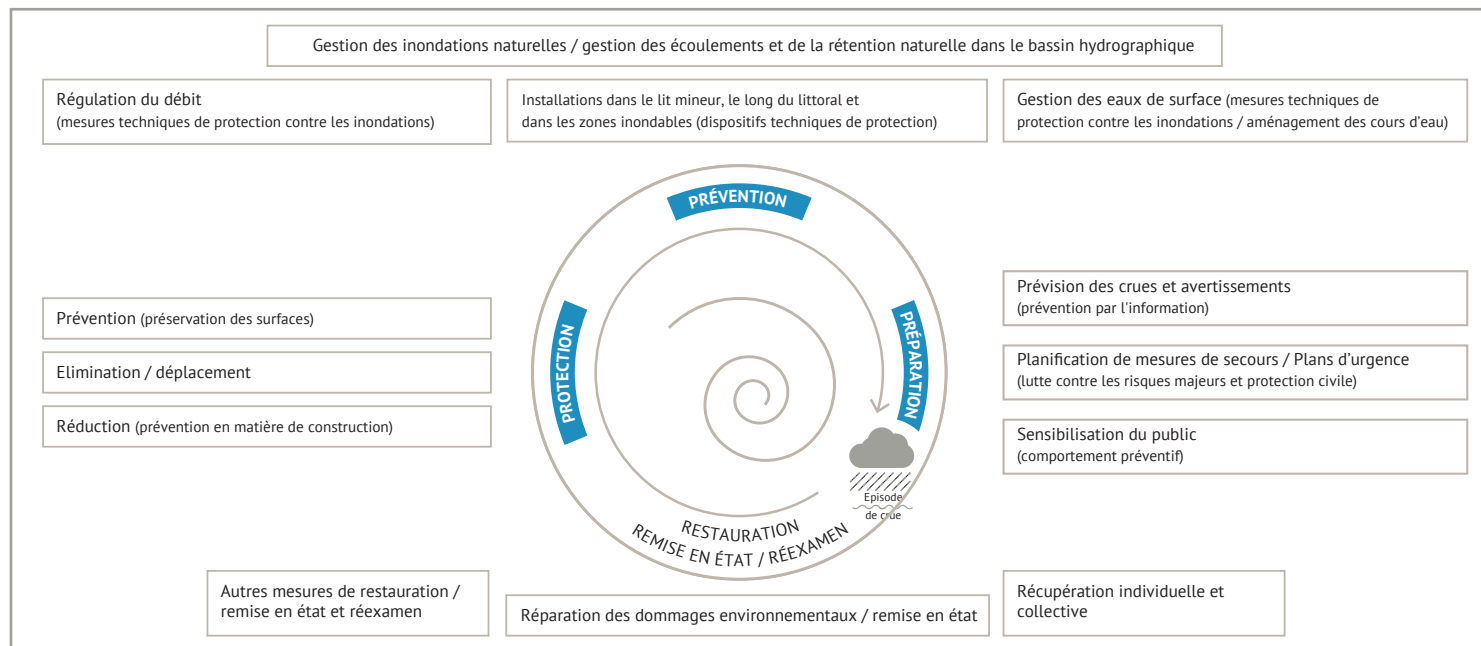 Gestion des inondations naturelles / gestion des écoulements et de la rétention naturelle dans le bassin hydrographique
Régulation du débit
(mesures techniques de protection contre les inondations)
Installations dans le lit mineur, le long du littoral et
dans les zones inondables (dispositifs techniques de protection)
Gestion des eaux de surface (mesures techniques de
protection contre les inondations / aménagement des cours d'eau)
PRÉVENTION
Prévention (préservation des surfaces)
Elimination / déplacement
Réduction (prévention en matière de construction)
PROTECTION
PRÉPARATION
Prévision des crues et avertissements
(prévention par l'information)
Planification de mesures de secours / Plans d'urgence
(lutte contre les risques majeurs et protection civile)
Sensibilisation du public
(comportement préventif)
Episode
de crue
RESTAURATION
REMISE EN ÉTAT / RÉEXAMEN
Autres mesures de restauration /
remise en état et réexamen
Réparation des dommages environnementaux / remise en état
Récupération individuelle et
collective